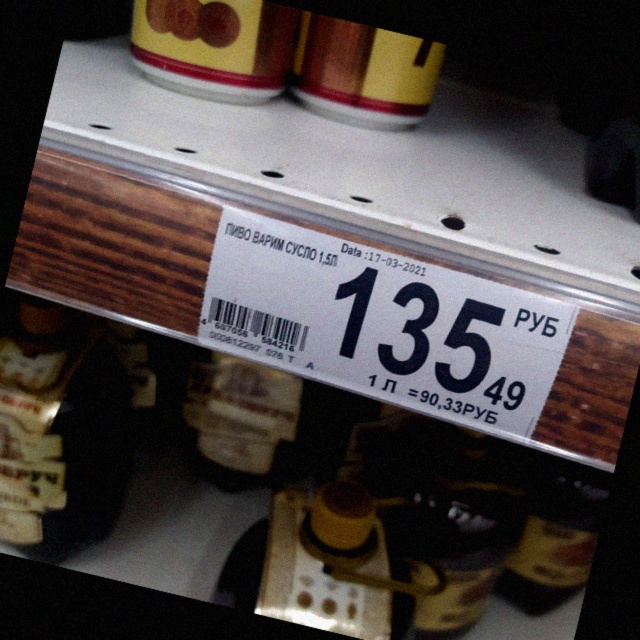 ПИВО ВАРИМ СУСЛО 1,5Л
Data :17-03-2021
135 49 РУБ
1 Л =90,33РУБ